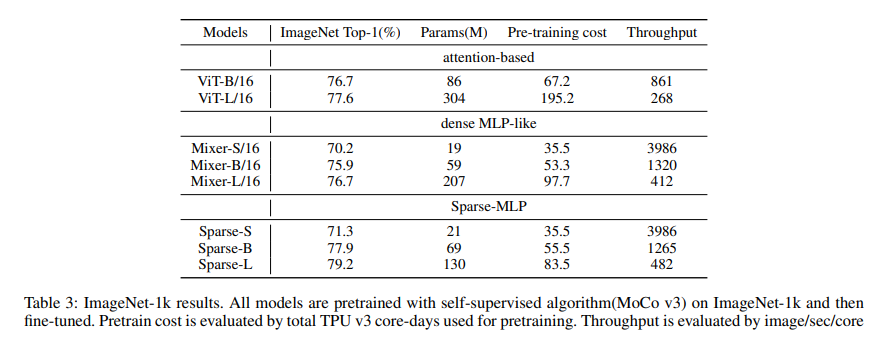 Models ImageNet Top-1(%) Params(M) Pre-training cost Throughput
attention-based
ViT-B/16 76.7 86 67.2 861
ViT-L/16 77.6 304 195.2 268
dense MLP-like
Mixer-S/16 70.2 19 35.5 3986
Mixer-B/16 75.9 59 53.3 1320
Mixer-L/16 76.7 207 97.7 412
Sparse-MLP
Sparse-S 71.3 21 35.5 3986
Sparse-B 77.9 69 55.5 1265
Sparse-L 79.2 130 83.5 482
Table 3: ImageNet-1k results. All models are pretrained with self-supervised algorithm(MoCo v3) on ImageNet-1k and then
fine-tuned. Pretrain cost is evaluated by total TPU v3 core-days used for pretraining. Throughput is evaluated by image/sec/core